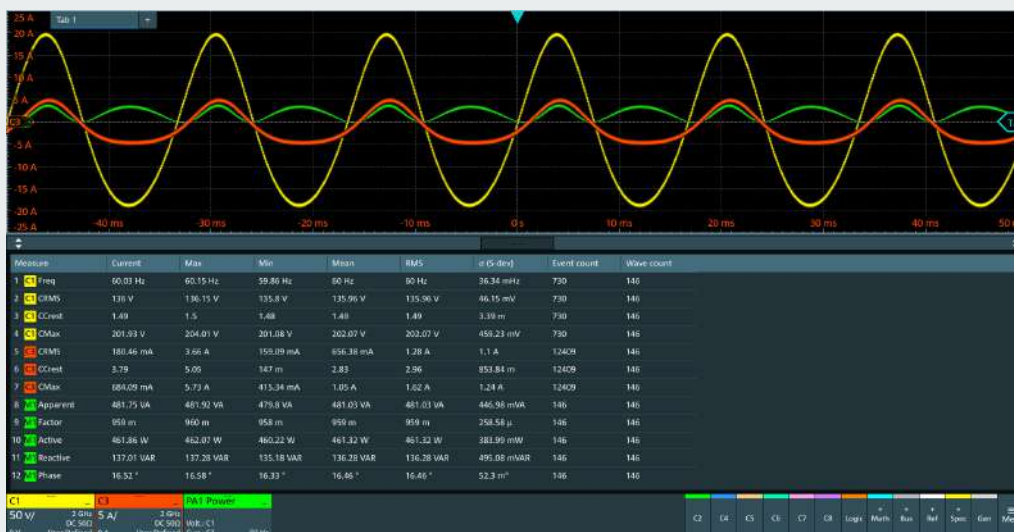 25 A
Tab 1 +
20 A
15 A
10 A
5 A
C3
-5 A
-10 A
-15 A
-20 A
-25 A
-40 ms -30 ms -20 ms -10 ms 0 s 10 ms 20 ms 30 ms 40 ms
Measure Current Max Min Mean RMS σ (S-dev) Event count Wave count
1 C1 Freq 60.03 Hz 60.15 Hz 59.86 Hz 60 Hz 60 Hz 36.34 mHz 730 146
2 C1 CRMS 136 V 136.15 V 135.8 V 135.96 V 135.96 V 46.15 mV 730 146
3 C1 CCrest 1.49 1.5 1.48 1.49 1.49 3.39 m 730 146
4 C1 CMax 201.93 V 204.01 V 201.08 V 202.07 V 202.07 V 459.23 mV 730 146
5 C3 CRMS 180.46 mA 3.66 A 159.09 mA 656.38 mA 1.28 A 1.1 A 12409 146
6 C3 CCrest 3.79 5.05 147 m 2.83 2.96 853.84 m 12409 146
7 C3 CMax 684.09 mA 5.73 A 415.34 mA 1.05 A 1.62 A 1.24 A 12409 146
8 M1 Apparent 481.75 VA 481.92 VA 479.8 VA 481.03 VA 481.03 VA 446.98 mVA 146 146
9 M1 Factor 959 m 960 m 958 m 959 m 959 m 258.58 µ 146 146
10 M1 Active 461.86 W 462.07 W 460.22 W 461.32 W 461.32 W 383.99 mW 146 146
11 M1 Reactive 137.01 VAR 137.28 VAR 135.18 VAR 136.28 VAR 136.28 VAR 495.08 mVAR 146 146
12 M1 Phase 16.52 ° 16.58 ° 16.33 ° 16.46 ° 16.46 ° 52.3 m° 146 146
C1 C3 PA1 Power
50 V/ 2 GHz 5 A/ 2 GHz
DC 50Ω DC 50Ω Volt.: C1
C2 C4 C5 C6 C7 C8 Logic Math Bus Ref Spec Gen